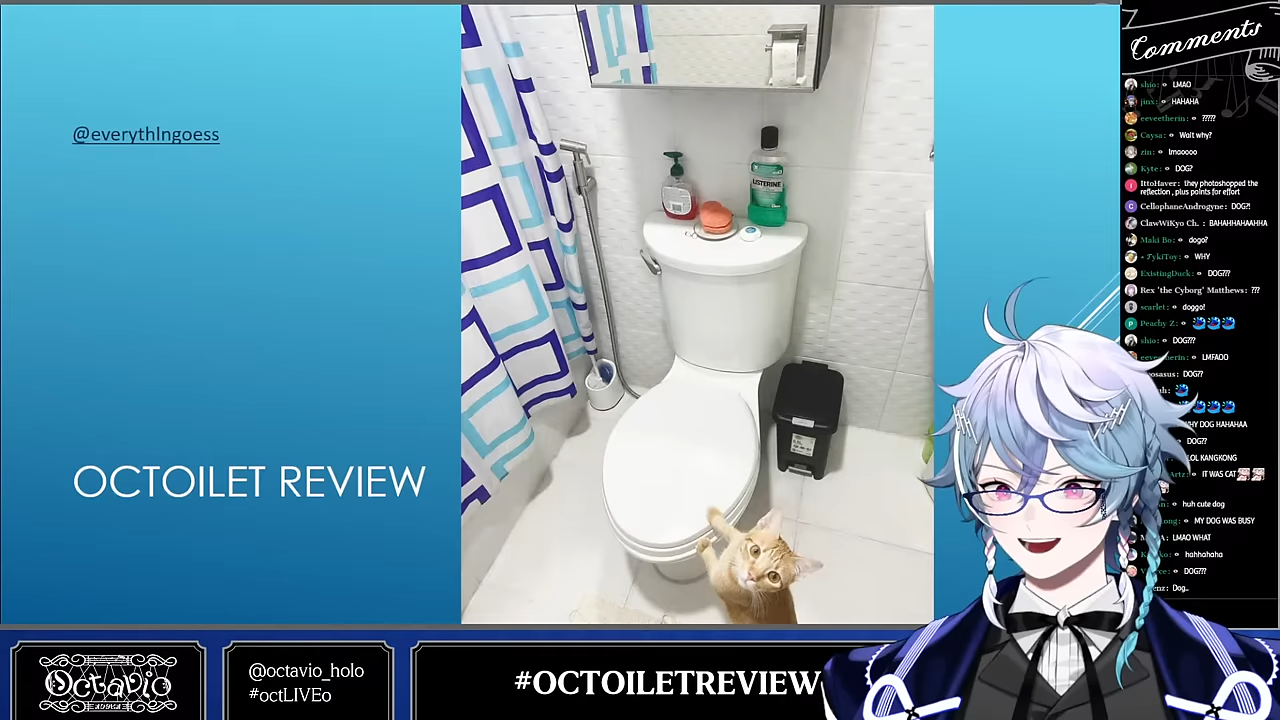 @everythIngoess
OCTOILET REVIEW
LISTERINE
Comments
shio: LMAO
jinx: HAHAHA
eeveetherin: ?????
Caysa: Wait why?
zin: lmaoooo
Kyte: DOG?
IttoHaver: they photoshopped the
reflection , plus points for effort
CellophaneAndrogyne: DOG?!
ClawWiKyo Ch. : BAHAHHAHAAHHA
Maki Bo: dogo?
TykiToy: WHY
ExistingDuck: DOG???
Rex 'the Cyborg' Matthews: ???
scarlet: doggo!
Peachy Z:
shio: DOG???
LMFAOO
DOG??
WHY DOG HAHAHAA
DOG??
LOL KANGKONG
IT WAS CAT
huh cute dog
MY DOG WAS BUSY
LMAO WHAT
hahhahaha
DOG???
Dog..
Octavio
@octavio_holo
#octLIVEo
#OCTOILETREVIEW